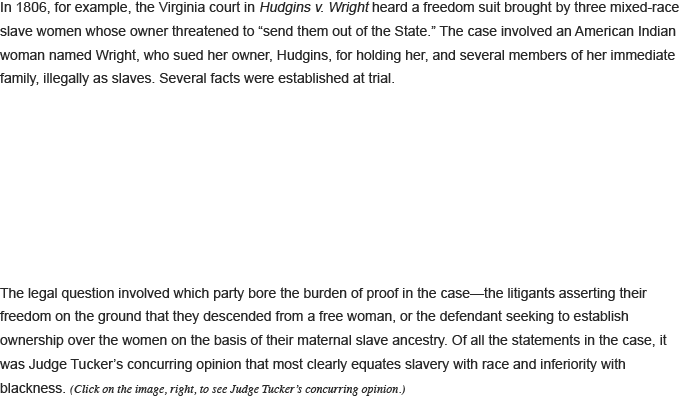 In 1806, for example, the Virginia court in Hudgins v. Wright heard a freedom suit brought by three mixed-race
slave women whose owner threatened to “send them out of the State.” The case involved an American Indian
woman named Wright, who sued her owner, Hudgins, for holding her, and several members of her immediate
family, illegally as slaves. Several facts were established at trial.
The legal question involved which party bore the burden of proof in the case—the litigants asserting their
freedom on the ground that they descended from a free woman, or the defendant seeking to establish
ownership over the women on the basis of their maternal slave ancestry. Of all the statements in the case, it
was Judge Tucker’s concurring opinion that most clearly equates slavery with race and inferiority with
blackness. (Click on the image, right, to see Judge Tucker’s concurring opinion.)